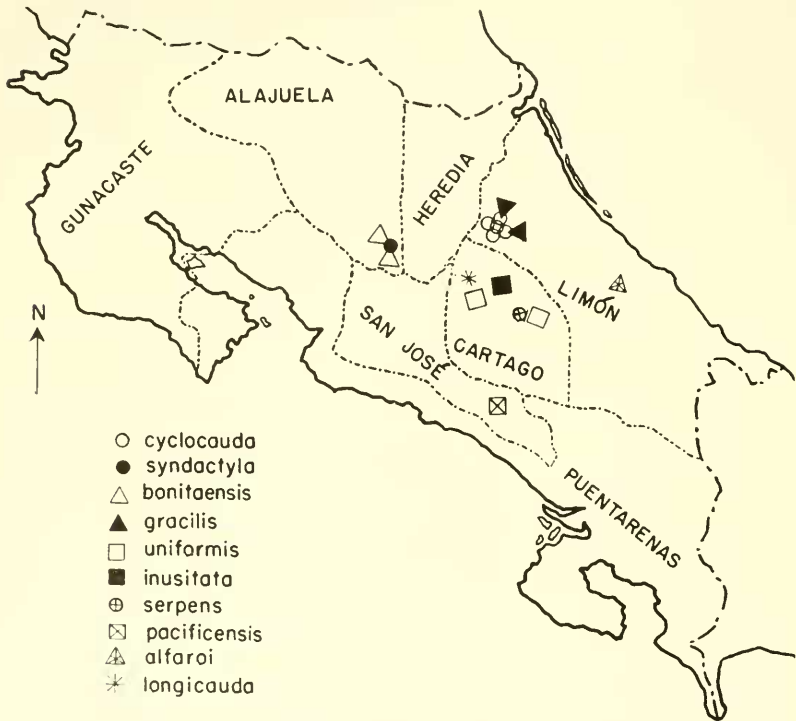 ALAJUELA
GUNACASTE
HEREDIA
LIMÓN
SAN JOSÉ
CARTAGO
PUENTARENAS
N
cyclocauda
syndactyla
bonitaensis
gracilis
uniformis
inusitata
serpens
pacificensis
alfaroi
longicauda